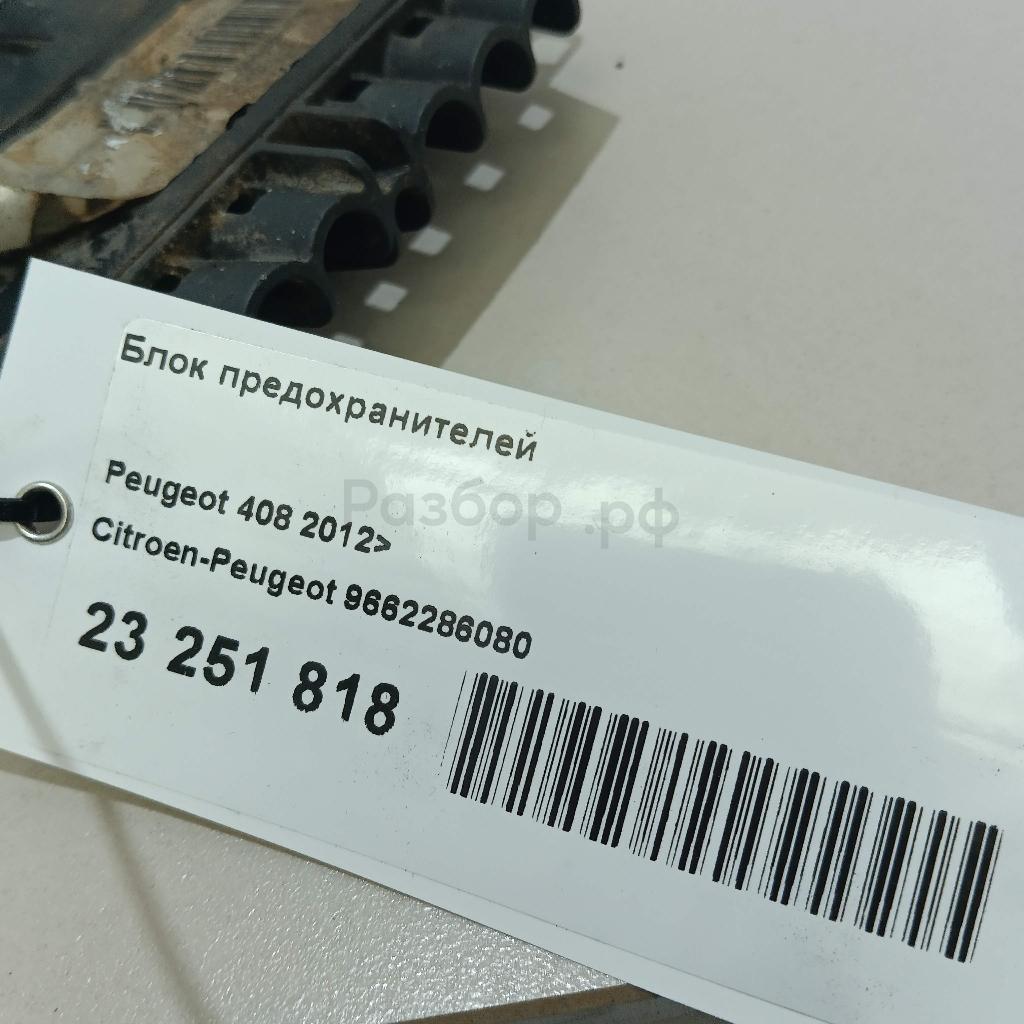 Блок предохранителей
Peugeot 408 2012>
Разбор.рф
Citroen-Peugeot 9662286080
23 251 818